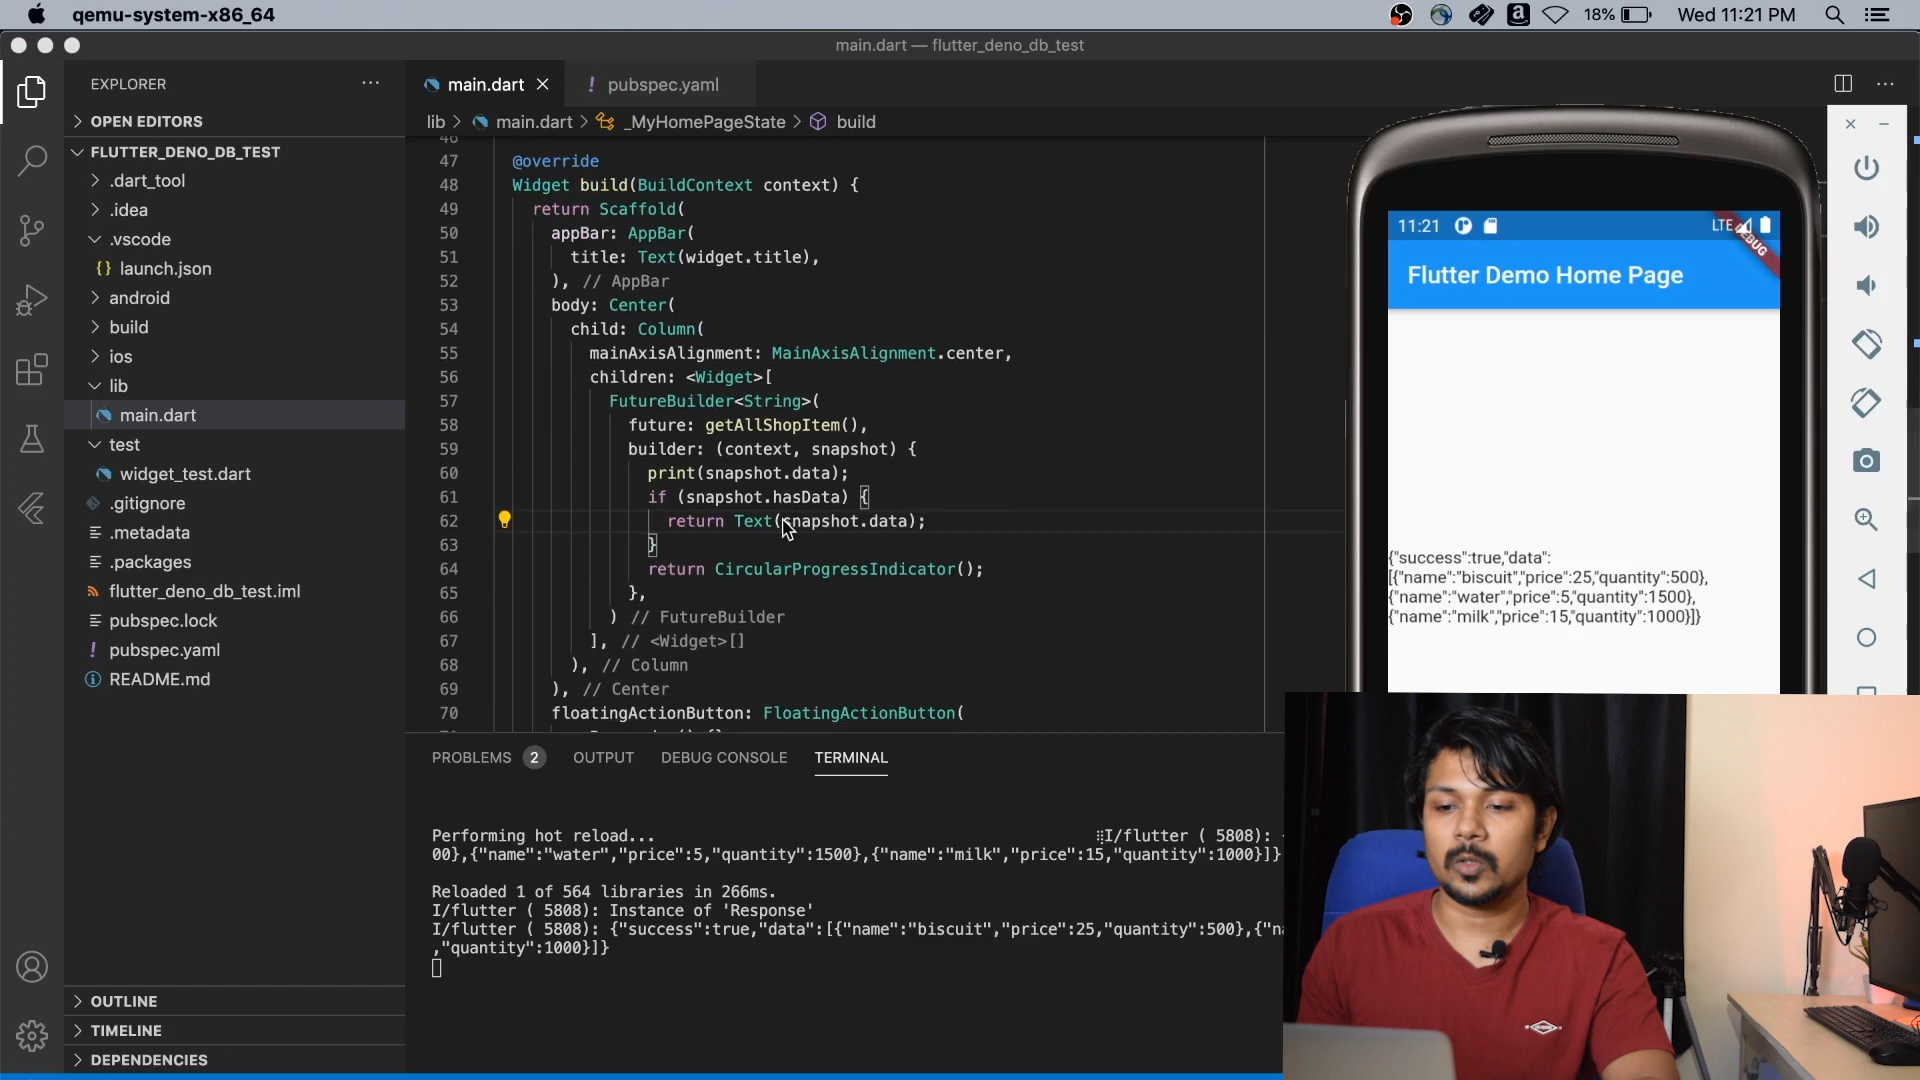 qemu-system-x86_64
18%
Wed 11:21 PM
main.dart — flutter_deno_db_test
EXPLORER
OPEN EDITORS
FLUTTER_DENO_DB_TEST
.dart_tool
.idea
.vscode
{} launch.json
android
build
ios
lib
main.dart
test
widget_test.dart
.gitignore
.metadata
.packages
flutter_deno_db_test.iml
pubspec.lock
! pubspec.yaml
README.md
OUTLINE
TIMELINE
DEPENDENCIES
main.dart
! pubspec.yaml
lib > main.dart > _MyHomePageState > build
46
47 @override
48 Widget build(BuildContext context) {
49 return Scaffold(
50 appBar: AppBar(
51 title: Text(widget.title),
52 ), // AppBar
53 body: Center(
54 child: Column(
55 mainAxisAlignment: MainAxisAlignment.center,
56 children: <Widget>[
57 FutureBuilder<String>(
58 future: getAllShopItem(),
59 builder: (context, snapshot) {
60 print(snapshot.data);
61 if (snapshot.hasData) {
62 return Text(snapshot.data);
63 }
64 return CircularProgressIndicator();
65 },
66 ) // FutureBuilder
67 ], // <Widget>[]
68 ), // Column
69 ), // Center
70 floatingActionButton: FloatingActionButton(
PROBLEMS 2 OUTPUT DEBUG CONSOLE TERMINAL
Performing hot reload... I/flutter ( 5808):
00},{"name":"water","price":5,"quantity":1500},{"name":"milk","price":15,"quantity":1000}]}
Reloaded 1 of 564 libraries in 266ms.
I/flutter ( 5808): Instance of 'Response'
I/flutter ( 5808): {"success":true,"data":[{"name":"biscuit","price":25,"quantity":500},{"na
,"quantity":1000}]}
11:21
LTE
Flutter Demo Home Page
{"success":true,"data":
[{"name":"biscuit","price":25,"quantity":500},
{"name":"water","price":5,"quantity":1500},
{"name":"milk","price":15,"quantity":1000}]}